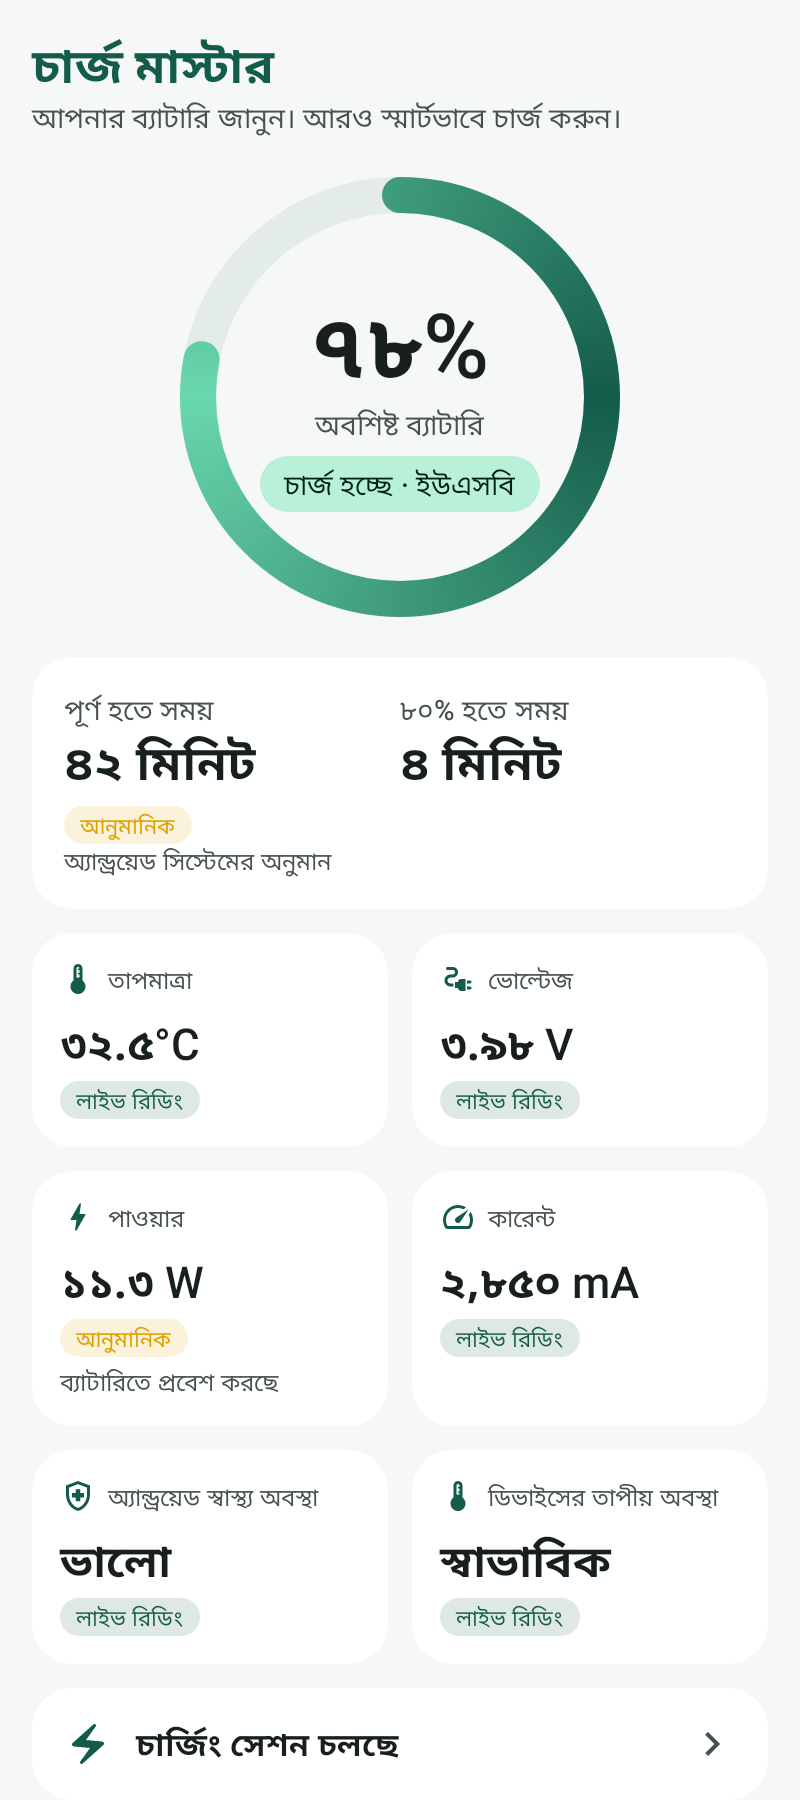 চার্জ মাস্টার
আপনার ব্যাটারি জানুন। আরও স্মার্টভাবে চার্জ করুন।
৭৮%
অবশিষ্ট ব্যাটারি
চার্জ হচ্ছে · ইউএসবি
পূর্ণ হতে সময়
৪২ মিনিট
আনুমানিক
অ্যান্ড্রয়েড সিস্টেমের অনুমান
৮০% হতে সময়
৪ মিনিট
তাপমাত্রা
৩২.৫°C
লাইভ রিডিং
ভোল্টেজ
৩.৯৮ V
লাইভ রিডিং
পাওয়ার
১১.৩ W
আনুমানিক
ব্যাটারিতে প্রবেশ করছে
কারেন্ট
২,৮৫০ mA
লাইভ রিডিং
অ্যান্ড্রয়েড স্বাস্থ্য অবস্থা
ভালো
লাইভ রিডিং
ডিভাইসের তাপীয় অবস্থা
স্বাভাবিক
লাইভ রিডিং
চার্জিং সেশন চলছে